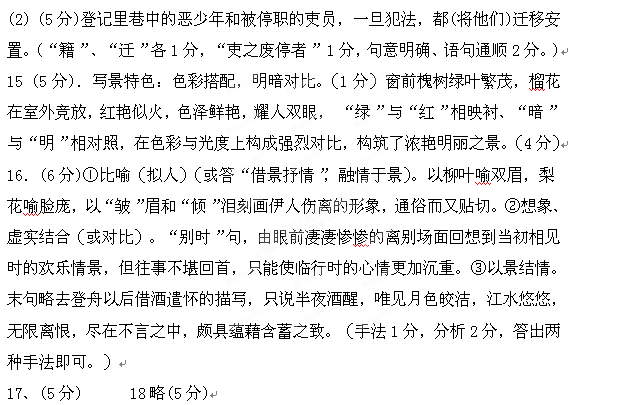 (2) (5分)登记里巷中的恶少年和被停职的吏员，一旦犯法，都(将他们)迁移安
置。(“籍”、“迁”各1分，“吏之废停者”1分，句意明确、语句通顺2分。)
15 (5分)．写景特色：色彩搭配，明暗对比。(1分) 窗前槐树绿叶繁茂，榴花
在室外竞放，红艳似火，色泽鲜艳，耀人双眼， “绿”与“红”相映衬、“暗”
与“明”相对照，在色彩与光度上构成强烈对比，构筑了浓艳明丽之景。(4分)
16．(6分)①比喻（拟人）(或答“借景抒情”；融情于景)。以柳叶喻双眉，梨
花喻脸庞，以“皱”眉和“倾”泪刻画伊人伤离的形象，通俗而又贴切。②想象、
虚实结合（或对比）。“别时”句，由眼前凄凄惨惨的离别场面回想到当初相见
时的欢乐情景，但往事不堪回首，只能使临行时的心情更加沉重。③以景结情。
末句略去登舟以后借酒遣怀的描写，只说半夜酒醒，唯见月色皎洁，江水悠悠，
无限离恨，尽在不言之中，颇具蕴藉含蓄之致。（手法1分，分析2分，答出两
种手法即可。）
17、(5分) 18略(5分)